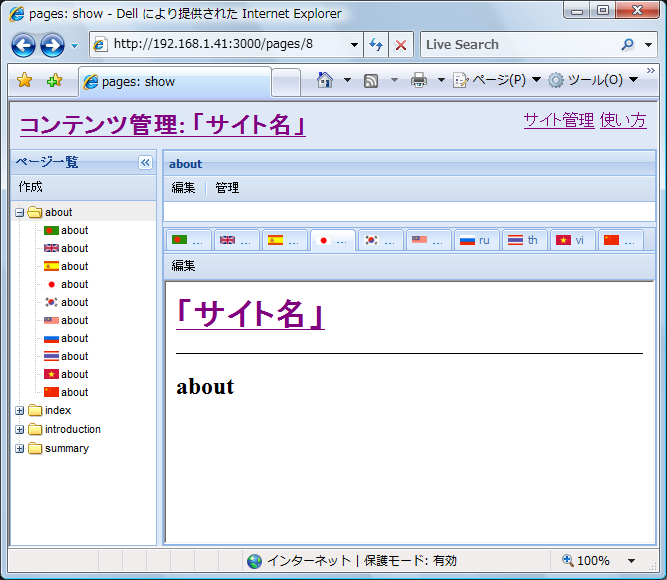 pages: show - Dell により提供された Internet Explorer
http://192.168.1.41:3000/pages/8
Live Search
pages: show
ページ(P)
ツール(O)
»
コンテンツ管理: 「サイト名」
サイト管理 使い方
ページ一覧
作成
about
about
about
about
about
about
about
about
about
about
about
index
introduction
summary
about
編集 管理
... ... ... ... ... ... ru th vi ...
編集
「サイト名」
about
インターネット | 保護モード: 有効
100%